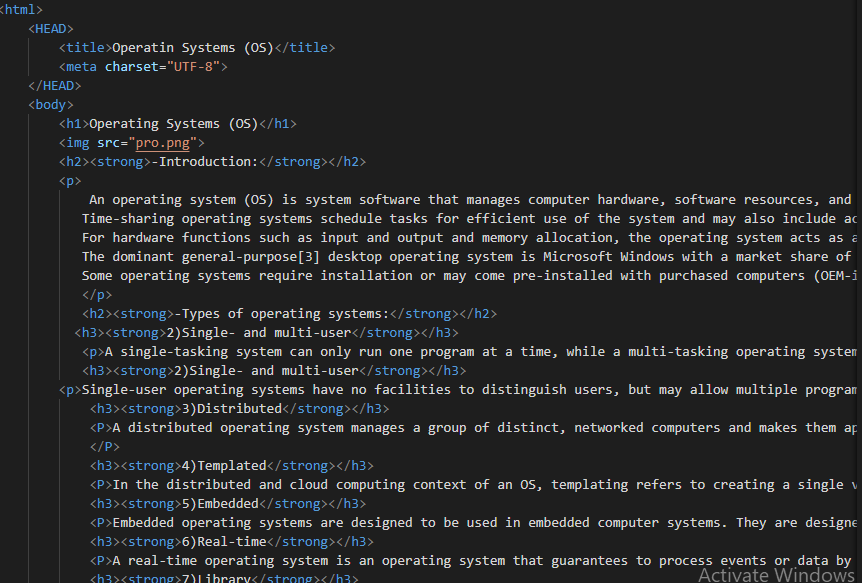 <html>
<HEAD>
<title>Operatin Systems (OS)</title>
<meta charset="UTF-8">
</HEAD>
<body>
<h1>Operating Systems (OS)</h1>
<img src="pro.png">
<h2><strong>-Introduction:</strong></h2>
<p>
An operating system (OS) is system software that manages computer hardware, software resources, and
Time-sharing operating systems schedule tasks for efficient use of the system and may also include
For hardware functions such as input and output and memory allocation, the operating system acts as
The dominant general-purpose[3] desktop operating system is Microsoft Windows with a market share of
Some operating systems require installation or may come pre-installed with purchased computers (OEM-i
</p>
<h2><strong>-Types of operating systems:</strong></h2>
<h3><strong>2)Single- and multi-user</strong></h3>
<p>A single-tasking system can only run one program at a time, while a multi-tasking operating system
<h3><strong>2)Single- and multi-user</strong></h3>
<p>Single-user operating systems have no facilities to distinguish users, but may allow multiple program
<h3><strong>3)Distributed</strong></h3>
<P>A distributed operating system manages a group of distinct, networked computers and makes them ap
</P>
<h3><strong>4)Templated</strong></h3>
<P>In the distributed and cloud computing context of an OS, templating refers to creating a single v
<h3><strong>5)Embedded</strong></h3>
<P>Embedded operating systems are designed to be used in embedded computer systems. They are designe
<h3><strong>6)Real-time</strong></h3>
<P>A real-time operating system is an operating system that guarantees to process events or data by
<h3><strong>7)Library</strong></h3>
Activate Windows